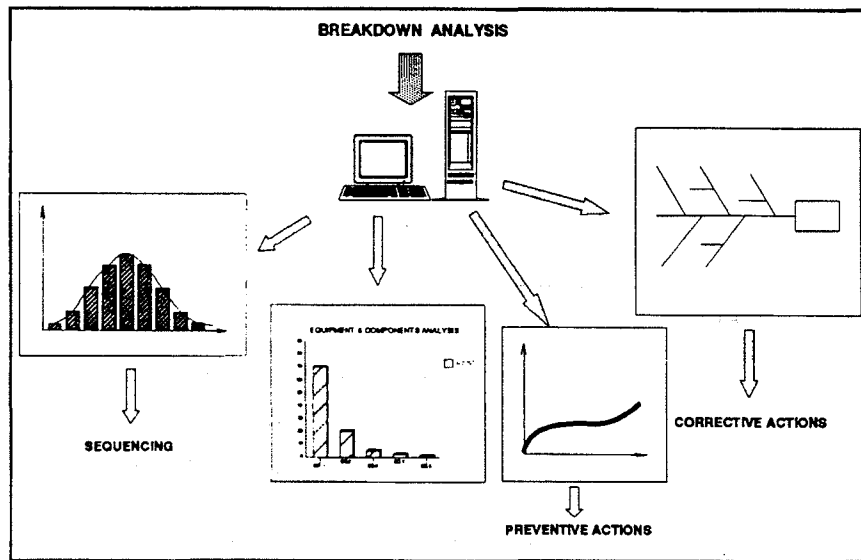 BREAKDOWN ANALYSIS
EQUIPMENT & COMPONENTS ANALYSIS
SEQUENCING
CORRECTIVE ACTIONS
PREVENTIVE ACTIONS